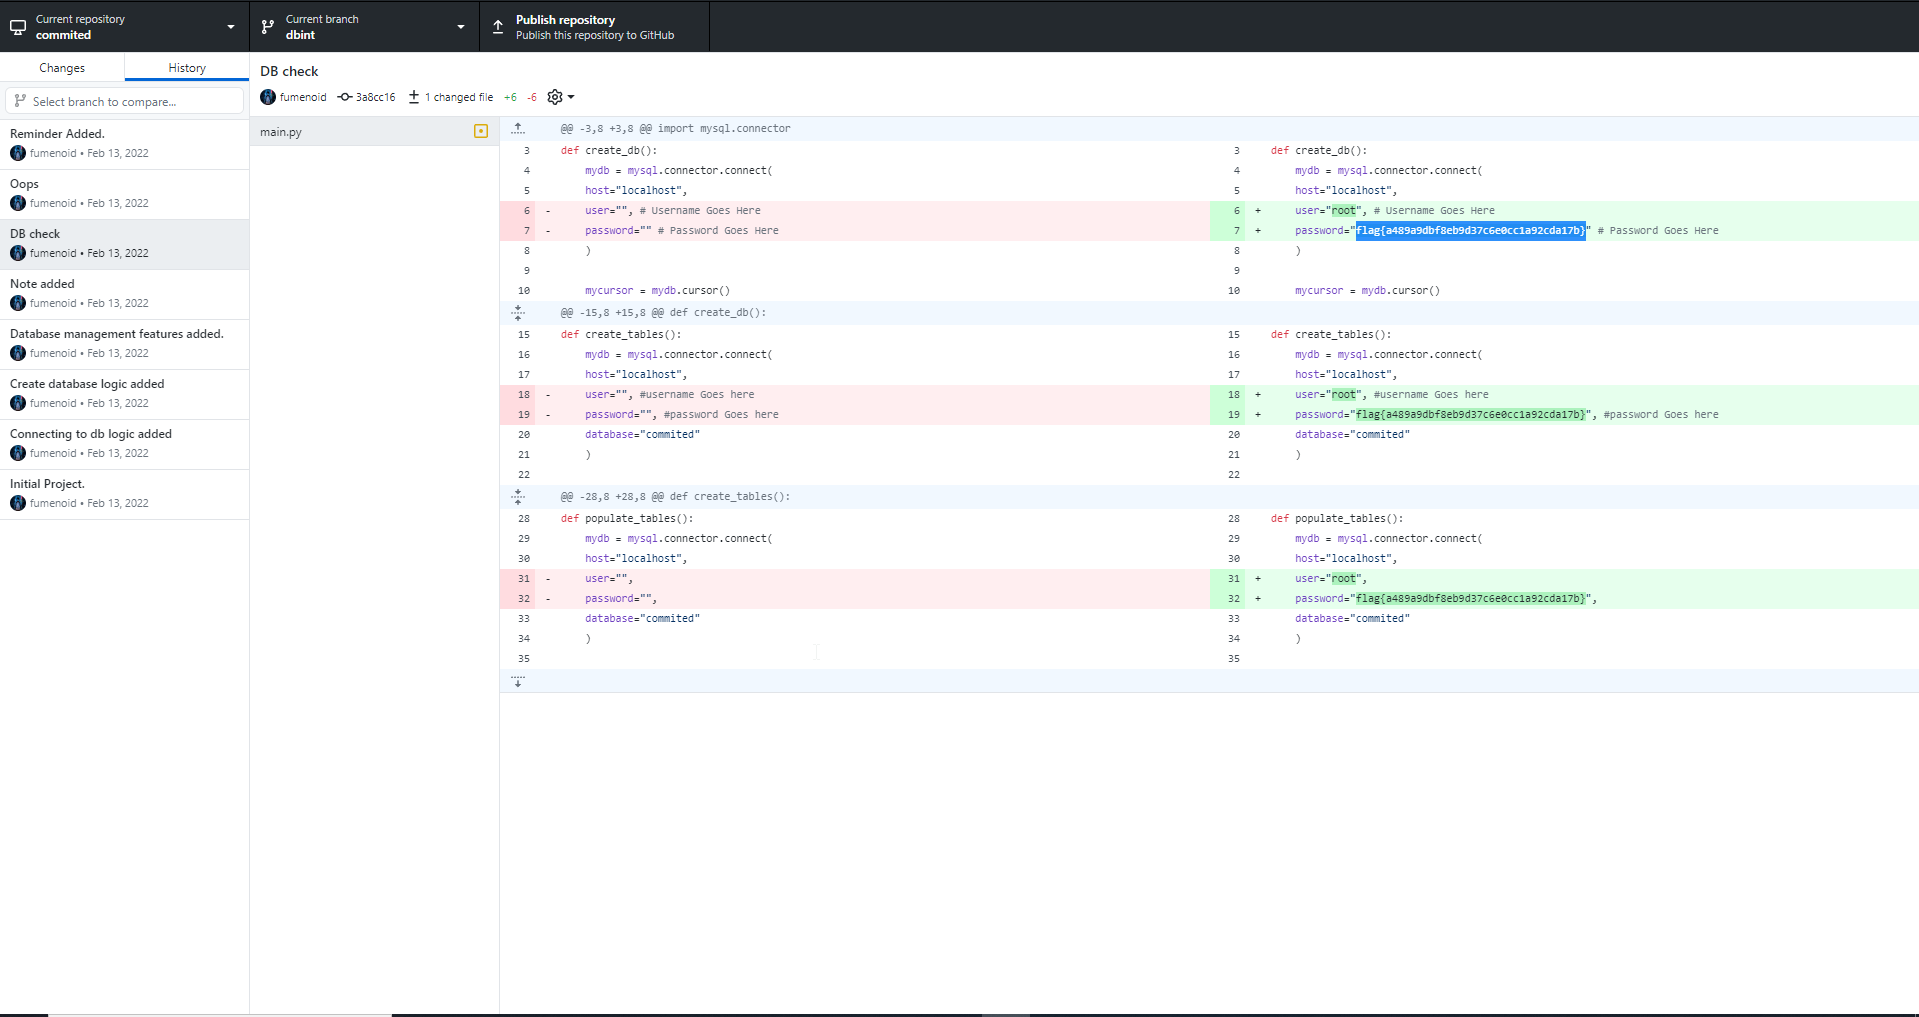 Current repository
commited
Current branch
dbint
Publish repository
Publish this repository to GitHub
Changes
History
Select branch to compare...
Reminder Added.
fumenoid • Feb 13, 2022
Oops
fumenoid • Feb 13, 2022
DB check
fumenoid • Feb 13, 2022
Note added
fumenoid • Feb 13, 2022
Database management features added.
fumenoid • Feb 13, 2022
Create database logic added
fumenoid • Feb 13, 2022
Connecting to db logic added
fumenoid • Feb 13, 2022
Initial Project.
fumenoid • Feb 13, 2022
DB check
fumenoid 3a8cc16 1 changed file +6 -6
main.py
@@ -3,8 +3,8 @@ import mysql.connector
3 def create_db():
4 mydb = mysql.connector.connect(
5 host="localhost",
6 - user="", # Username Goes Here
7 - password="" # Password Goes Here
8 )
9
10 mycursor = mydb.cursor()
3 def create_db():
4 mydb = mysql.connector.connect(
5 host="localhost",
6 + user="root", # Username Goes Here
7 + password="flag{a489a9dbf8eb9d37c6e0cc1a92cda17b}" # Password Goes Here
8 )
9
10 mycursor = mydb.cursor()
@@ -15,8 +15,8 @@ def create_db():
15 def create_tables():
16 mydb = mysql.connector.connect(
17 host="localhost",
18 - user="", #username Goes here
19 - password="", #password Goes here
20 database="commited"
21 )
22
15 def create_tables():
16 mydb = mysql.connector.connect(
17 host="localhost",
18 + user="root", #username Goes here
19 + password="flag{a489a9dbf8eb9d37c6e0cc1a92cda17b}", #password Goes here
20 database="commited"
21 )
22
@@ -28,8 +28,8 @@ def create_tables():
28 def populate_tables():
29 mydb = mysql.connector.connect(
30 host="localhost",
31 - user="",
32 - password="",
33 database="commited"
34 )
35
28 def populate_tables():
29 mydb = mysql.connector.connect(
30 host="localhost",
31 + user="root",
32 + password="flag{a489a9dbf8eb9d37c6e0cc1a92cda17b}",
33 database="commited"
34 )
35